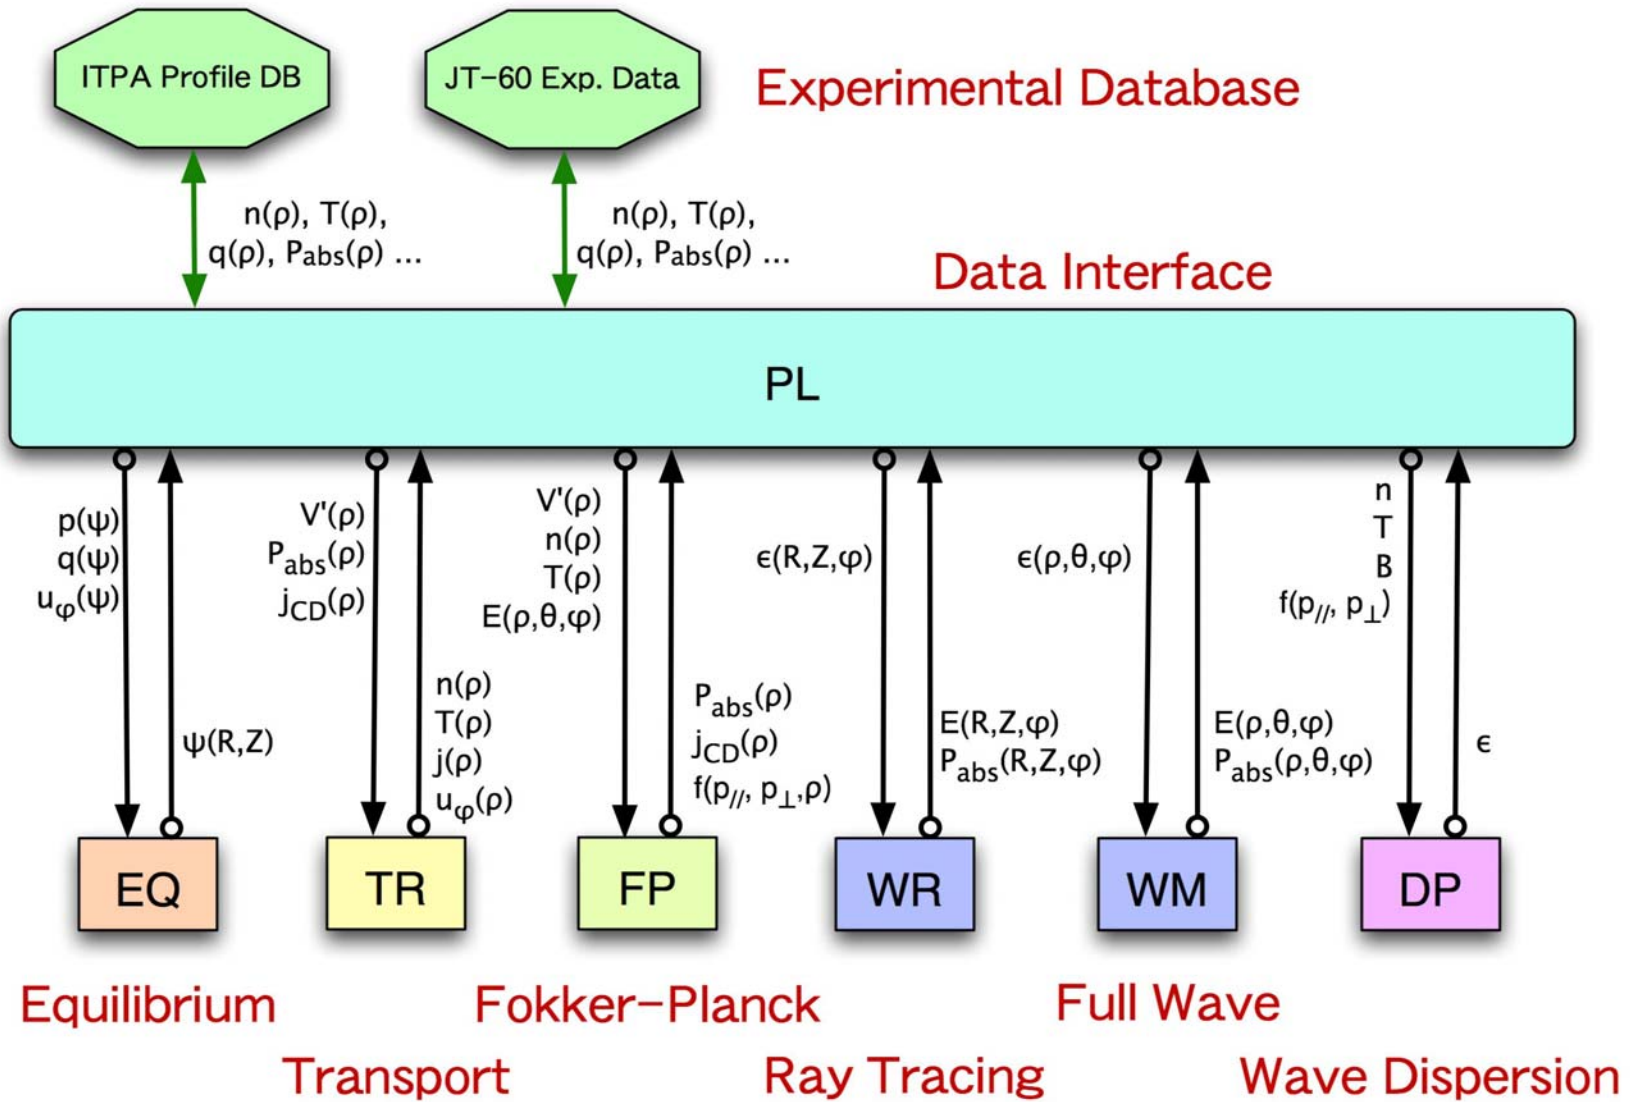 ITPA Profile DB
JT-60 Exp. Data
Experimental Database
n(ρ), T(ρ),
q(ρ), Pabs(ρ) ...
n(ρ), T(ρ),
q(ρ), Pabs(ρ) ...
Data Interface
PL
p(ψ)
q(ψ)
uφ(ψ)
ψ(R,Z)
V'(ρ)
Pabs(ρ)
jCD(ρ)
n(ρ)
T(ρ)
j(ρ)
uφ(ρ)
V'(ρ)
n(ρ)
T(ρ)
E(ρ,θ,φ)
Pabs(ρ)
jCD(ρ)
f(p//, p⊥,ρ)
ϵ(R,Z,φ)
E(R,Z,φ)
Pabs(R,Z,φ)
ϵ(ρ,θ,φ)
E(ρ,θ,φ)
Pabs(ρ,θ,φ)
n
T
B
f(p//, p⊥)
ϵ
EQ
TR
FP
WR
WM
DP
Equilibrium
Transport
Fokker-Planck
Ray Tracing
Full Wave
Wave Dispersion